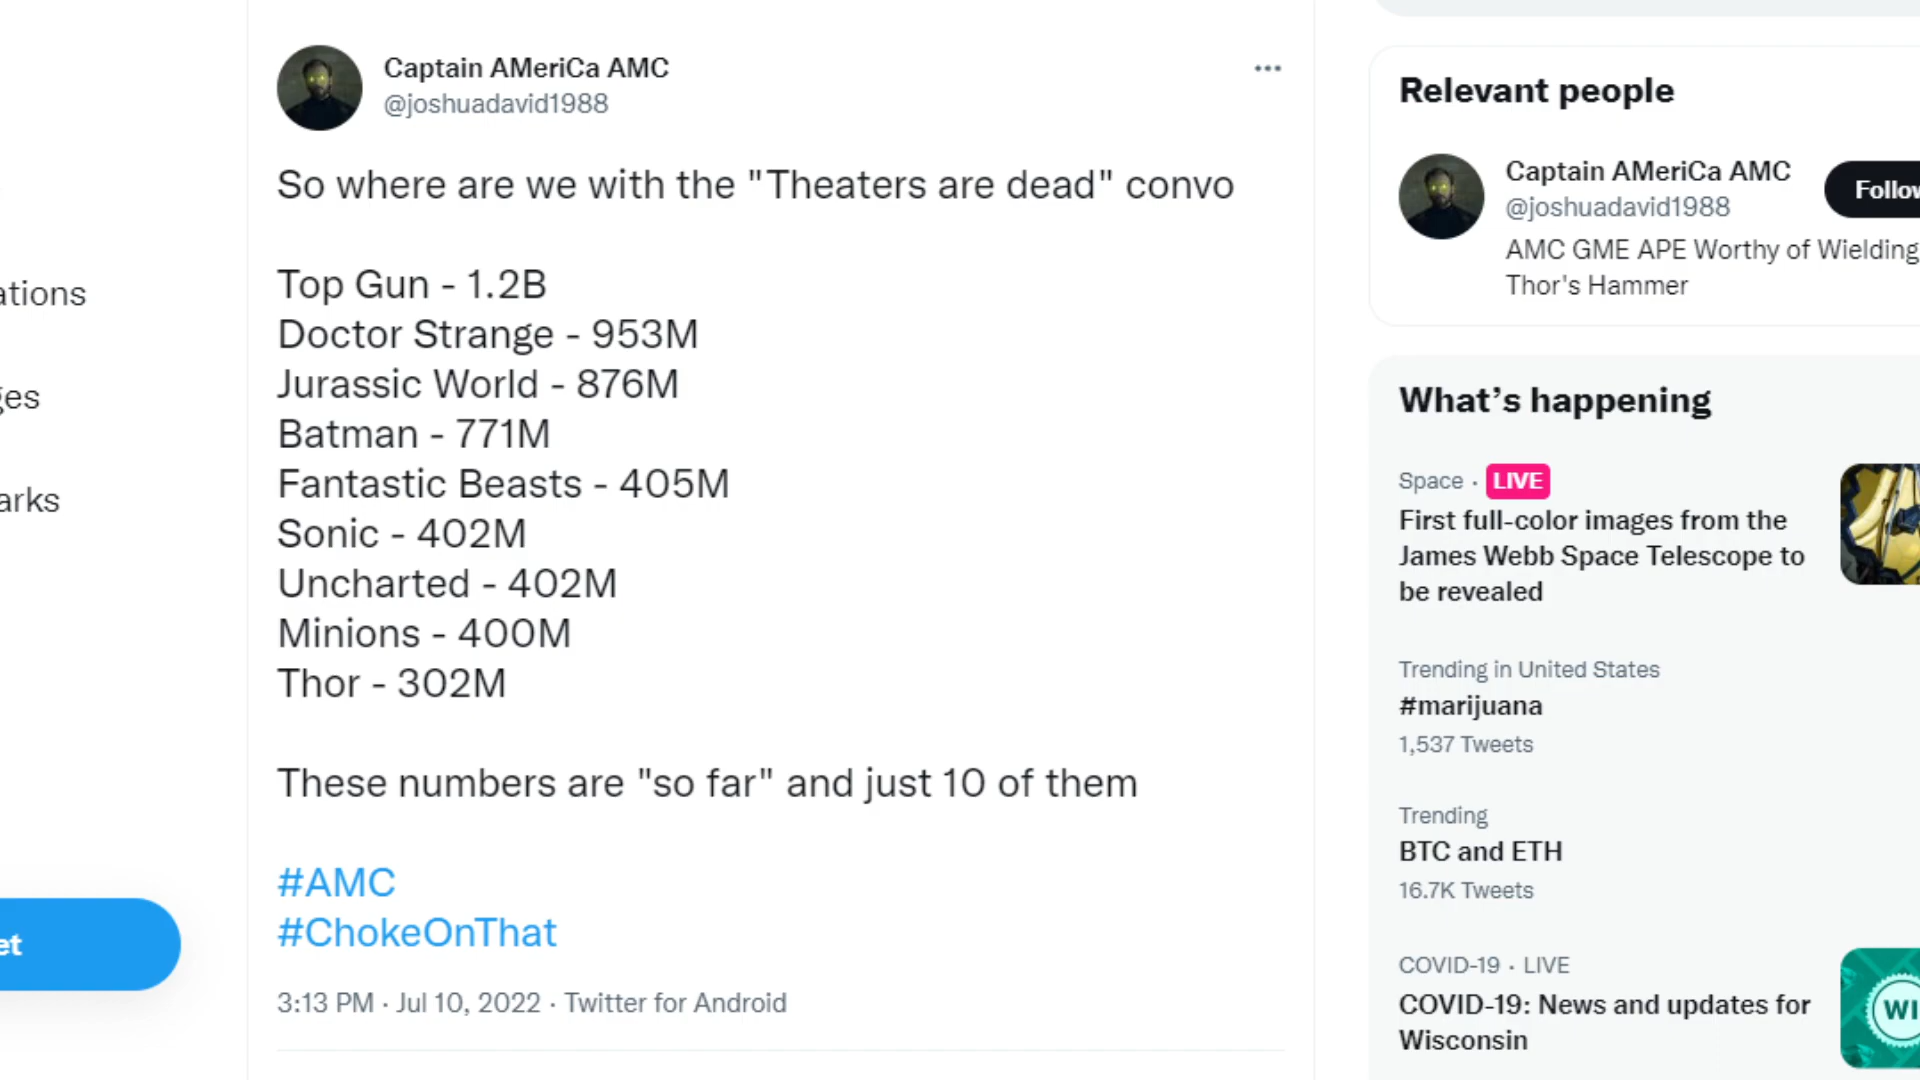 Captain AMeriCa AMC
@joshuadavid1988
So where are we with the "Theaters are dead" convo
Top Gun - 1.2B
Doctor Strange - 953M
Jurassic World - 876M
Batman - 771M
Fantastic Beasts - 405M
Sonic - 402M
Uncharted - 402M
Minions - 400M
Thor - 302M
These numbers are "so far" and just 10 of them
#AMC
#ChokeOnThat
3:13 PM · Jul 10, 2022 · Twitter for Android
ations
ges
arks
et
Relevant people
Captain AMeriCa AMC
@joshuadavid1988
Follow
AMC GME APE Worthy of Wielding
Thor's Hammer
What's happening
Space · LIVE
First full-color images from the
James Webb Space Telescope to
be revealed
Trending in United States
#marijuana
1,537 Tweets
Trending
BTC and ETH
16.7K Tweets
COVID-19 · LIVE
COVID-19: News and updates for
Wisconsin
WI